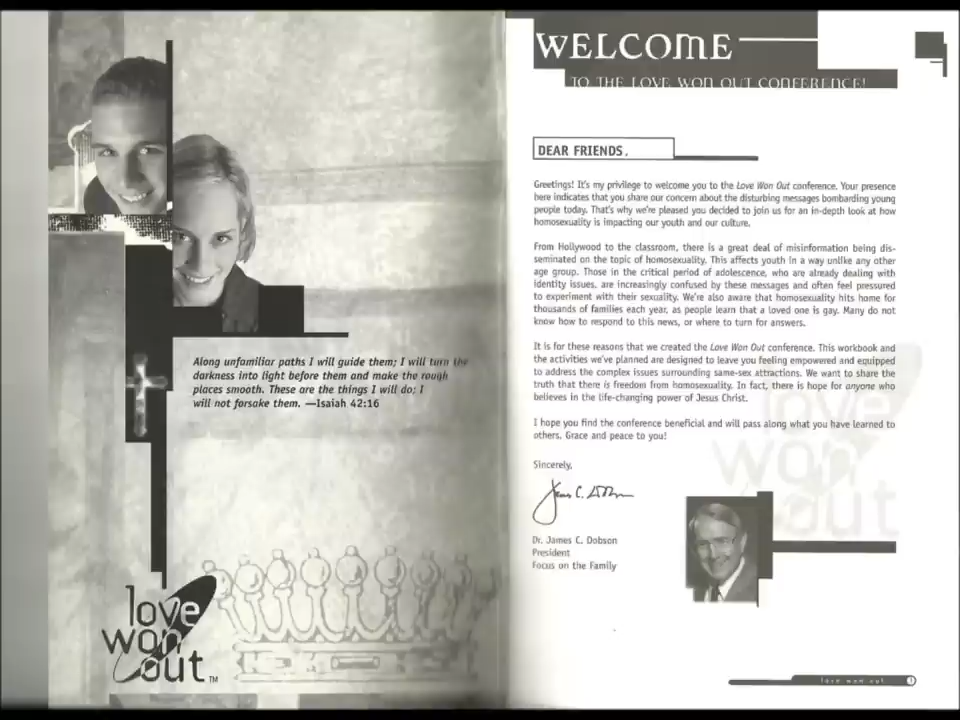 Along unfamiliar paths I will guide them; I will turn the
darkness into light before them and make the rough
places smooth. These are the things I will do; I
will not forsake them. —Isaiah 42:16
love
won
out™
WELCOME
TO THE LOVE WON OUT CONFERENCE!
DEAR FRIENDS,
Greetings! It's my privilege to welcome you to the Love Won Out conference. Your presence
here indicates that you share our concern about the disturbing messages bombarding young
people today. That's why we're pleased you decided to join us for an in-depth look at how
homosexuality is impacting our youth and our culture.
From Hollywood to the classroom, there is a great deal of misinformation being dis-
seminated on the topic of homosexuality. This affects youth in a way unlike any other
age group. Those in the critical period of adolescence, who are already dealing with
identity issues, are increasingly confused by these messages and often feel pressured
to experiment with their sexuality. We're also aware that homosexuality hits home for
thousands of families each year, as people learn that a loved one is gay. Many do not
know how to respond to this news, or where to turn for answers.
It is for these reasons that we created the Love Won Out conference. This workbook and
the activities we've planned are designed to leave you feeling empowered and equipped
to address the complex issues surrounding same-sex attractions. We want to share the
truth that there is freedom from homosexuality. In fact, there is hope for anyone who
believes in the life-changing power of Jesus Christ.
I hope you find the conference beneficial and will pass along what you have learned to
others. Grace and peace to you!
Sincerely,
James C. Dobson
Dr. James C. Dobson
President
Focus on the Family
love
won
out
love won out